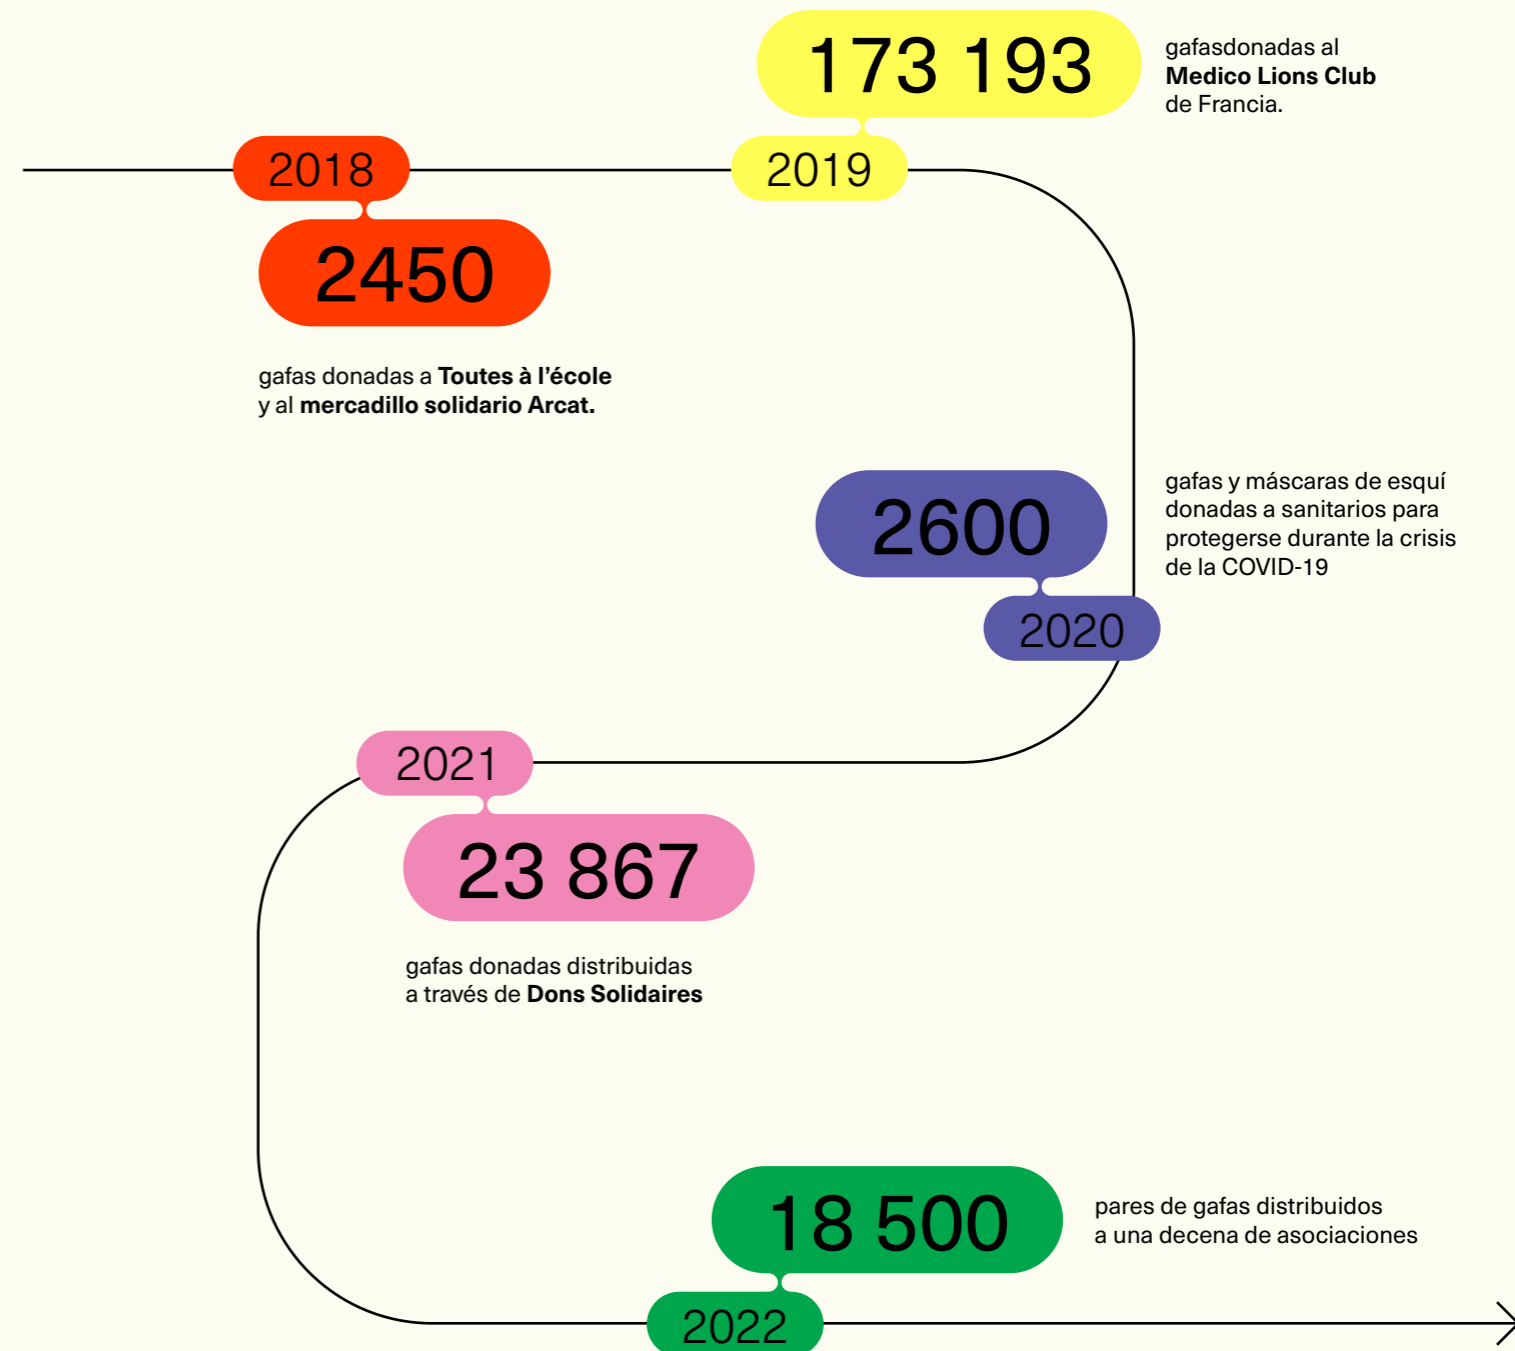 2018
2450
gafas donadas a Toutes à l'école
y al mercadillo solidario Arcat.
173 193
2019
gafasdonadas al
Medico Lions Club
de Francia.
2600
2020
gafas y máscaras de esquí
donadas a sanitarios para
protegerse durante la crisis
de la COVID-19
2021
23 867
gafas donadas distribuidas
a través de Dons Solidaires
18 500
2022
pares de gafas distribuidos
a una decena de asociaciones